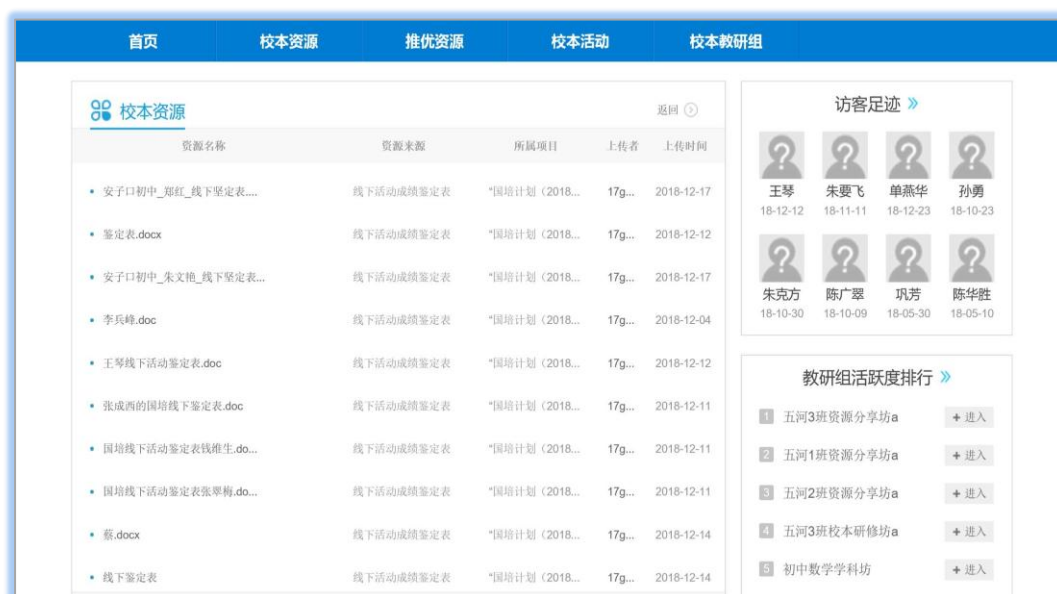 首页 校本资源 推优资源 校本活动 校本教研组
校本资源 返回
资源名称 资源来源 所属项目 上传者 上传时间
安子口初中_郑红_线下坚定表.... 线下活动成绩鉴定表 “国培计划（2018... 17g... 2018-12-17
鉴定表.docx 线下活动成绩鉴定表 “国培计划（2018... 17g... 2018-12-12
安子口初中_朱文艳_线下坚定表... 线下活动成绩鉴定表 “国培计划（2018... 17g... 2018-12-17
李兵峰.doc 线下活动成绩鉴定表 “国培计划（2018... 17g... 2018-12-04
王琴线下活动鉴定表.doc 线下活动成绩鉴定表 “国培计划（2018... 17g... 2018-12-12
张成西的国培线下鉴定表.doc 线下活动成绩鉴定表 “国培计划（2018... 17g... 2018-12-11
国培线下活动鉴定表钱维生.do... 线下活动成绩鉴定表 “国培计划（2018... 17g... 2018-12-11
国培线下活动鉴定表张翠梅.do... 线下活动成绩鉴定表 “国培计划（2018... 17g... 2018-12-11
蔡.docx 线下活动成绩鉴定表 “国培计划（2018... 17g... 2018-12-14
线下鉴定表 线下活动成绩鉴定表 “国培计划（2018... 17g... 2018-12-14
访客足迹 »
王琴 朱要飞 单燕华 孙勇
18-12-12 18-11-11 18-12-23 18-10-23
朱克方 陈广翠 巩芳 陈华胜
18-10-30 18-10-09 18-05-30 18-05-10
教研组活跃度排行 »
1 五河3班资源分享坊a + 进入
2 五河1班资源分享坊a + 进入
3 五河2班资源分享坊a + 进入
4 五河3班校本研修坊a + 进入
5 初中数学学科坊 + 进入